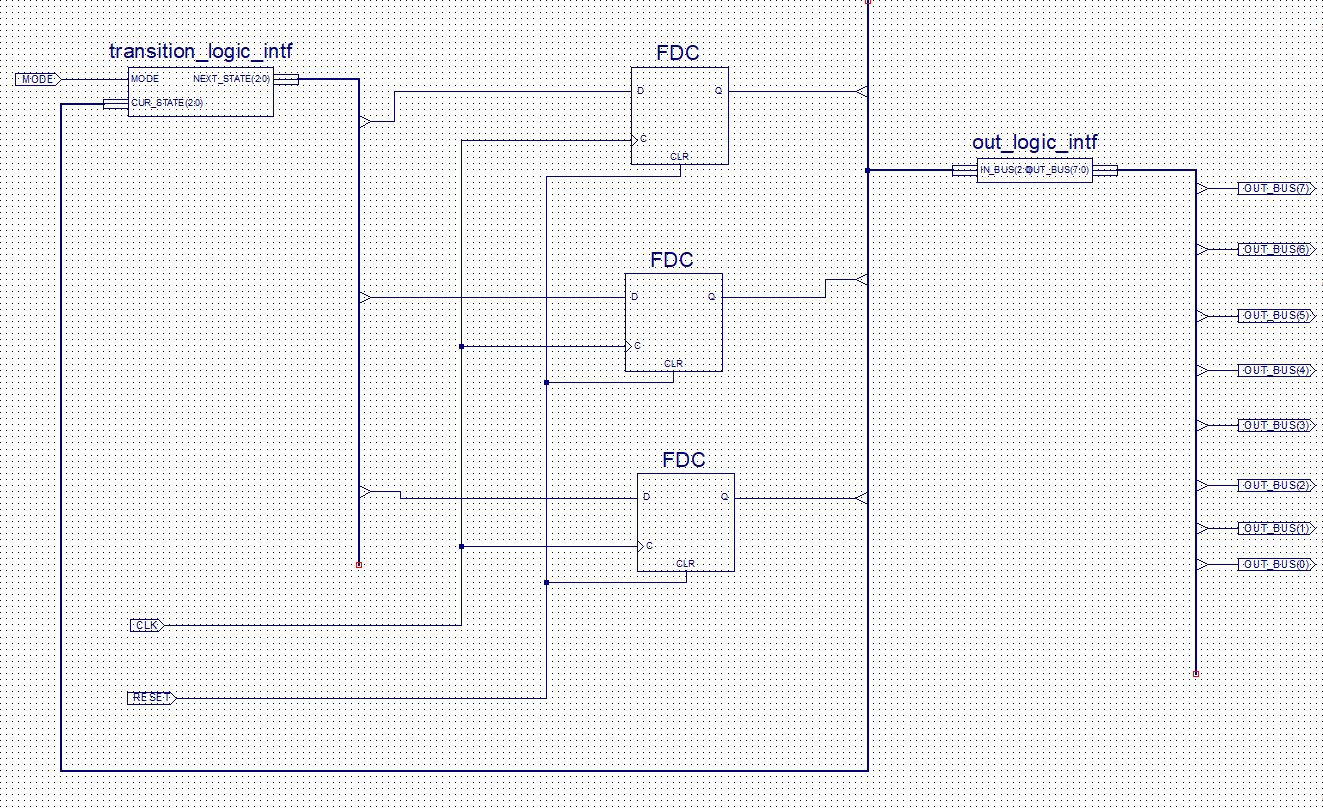 transition_logic_intf
MODE
MODE
NEXT_STATE(2:0)
CUR_STATE(2:0)
FDC
D
Q
C
CLR
out_logic_intf
IN_BUS(2:0)
OUT_BUS(7:0)
OUT_BUS(7)
OUT_BUS(6)
FDC
D
Q
C
CLR
OUT_BUS(5)
OUT_BUS(4)
OUT_BUS(3)
FDC
D
Q
C
CLR
OUT_BUS(2)
OUT_BUS(1)
OUT_BUS(0)
CLK
RESET